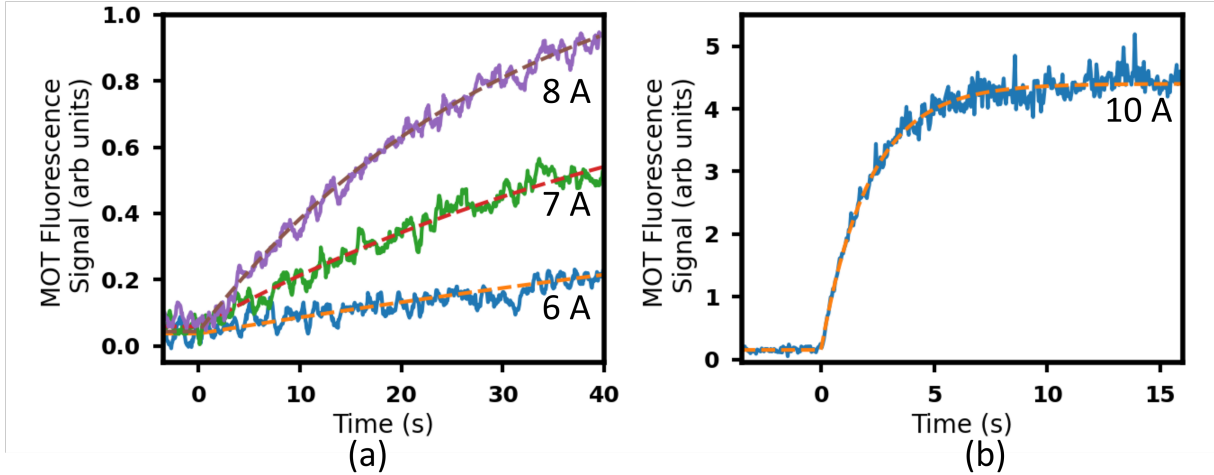 MOT Fluorescence
Signal (arb units)
1.0
0.8
0.6
0.4
0.2
0.0
8 A
7 A
6 A
0 10 20 30 40
Time (s)
(a)
MOT Fluorescence
Signal (arb units)
5
4
3
2
1
0
10 A
0 5 10 15
Time (s)
(b)